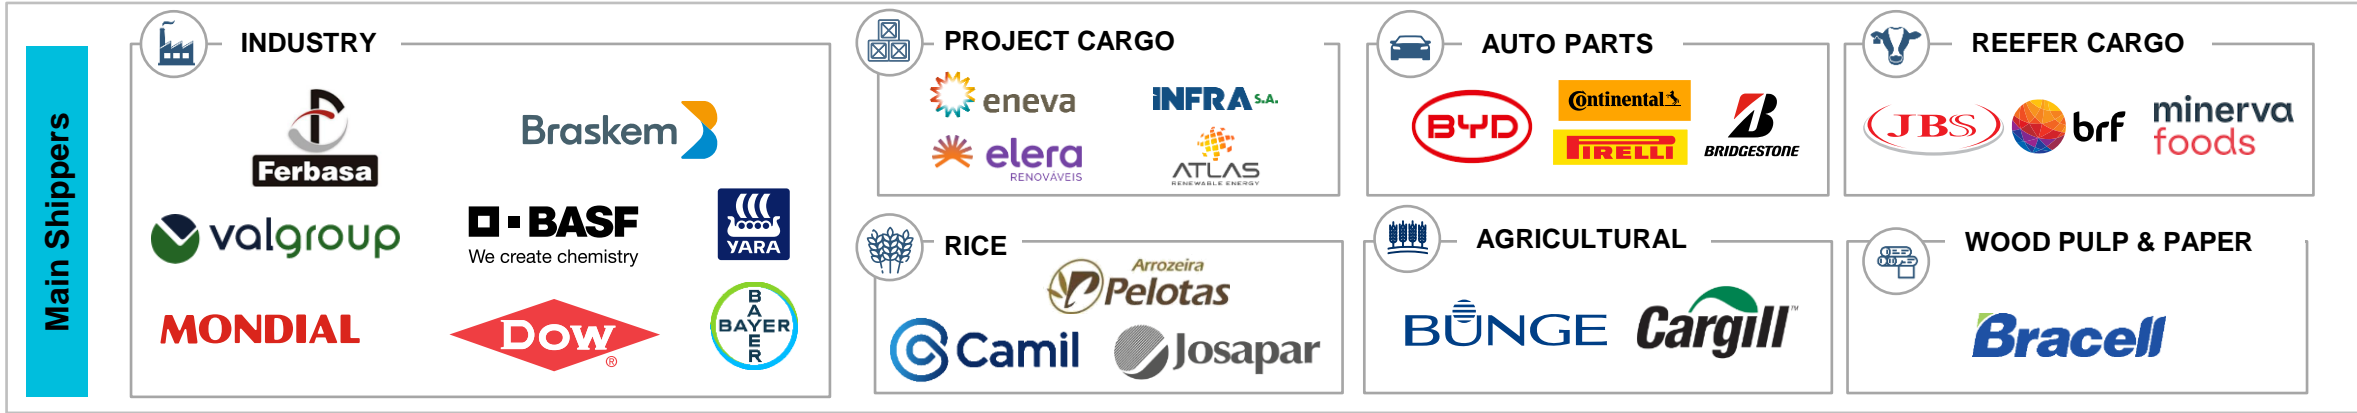 Main Shippers
INDUSTRY
Ferbasa
Braskem
valgroup
BASF
We create chemistry
YARA
MONDIAL
Dow
®
BAYER
BAYER
PROJECT CARGO
eneva
INFRA S.A.
elera
RENOVÁVEIS
ATLAS
RENEWABLE ENERGY
AUTO PARTS
BYD
Continental
PIRELLI
BRIDGESTONE
REEFER CARGO
JBS
brf
minerva
foods
RICE
Arrozeira
Pelotas
Camil
Josapar
AGRICULTURAL
BUNGE
Cargill™
WOOD PULP & PAPER
Bracell